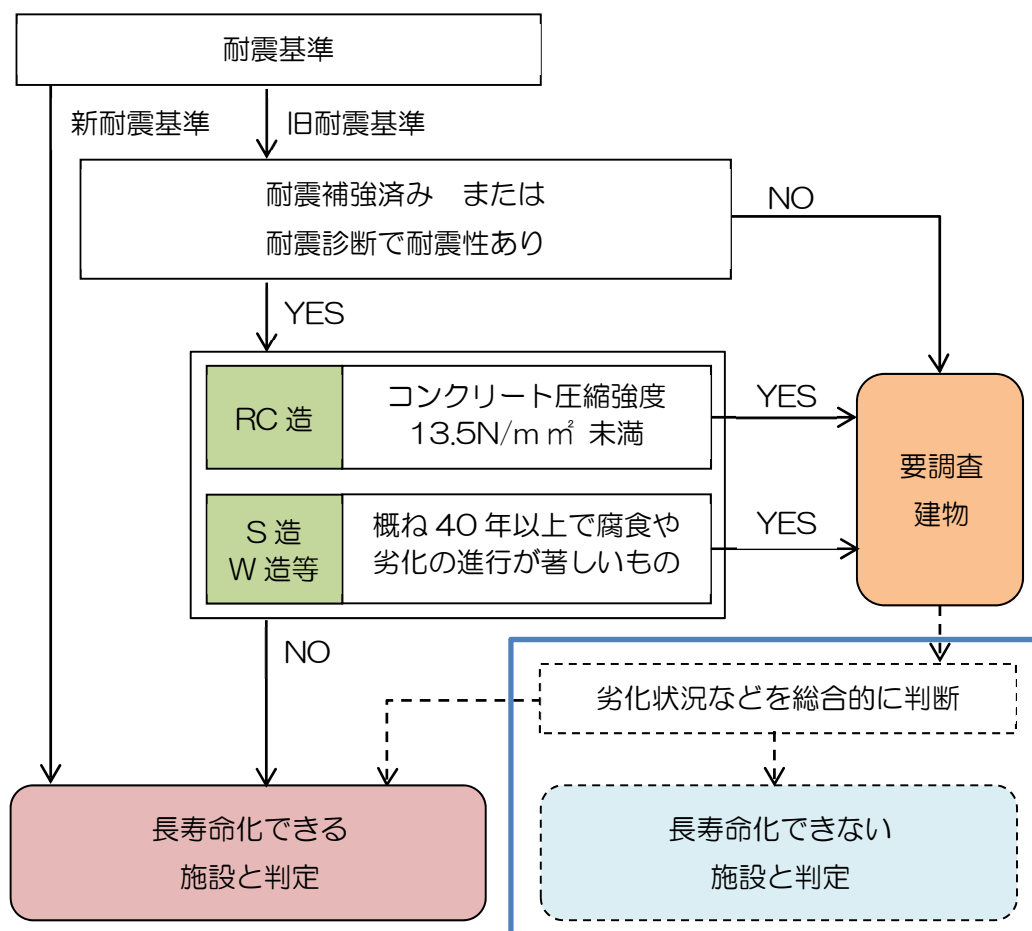 耐震基準
新耐震基準
旧耐震基準
耐震補強済み　または
耐震診断で耐震性あり
NO
YES
RC 造
コンクリート圧縮強度
13.5N/m㎡ 未満
YES
S 造
W 造等
概ね 40 年以上で腐食や
劣化の進行が著しいもの
YES
要調査
建物
NO
劣化状況などを総合的に判断
長寿命化できる
施設と判定
長寿命化できない
施設と判定